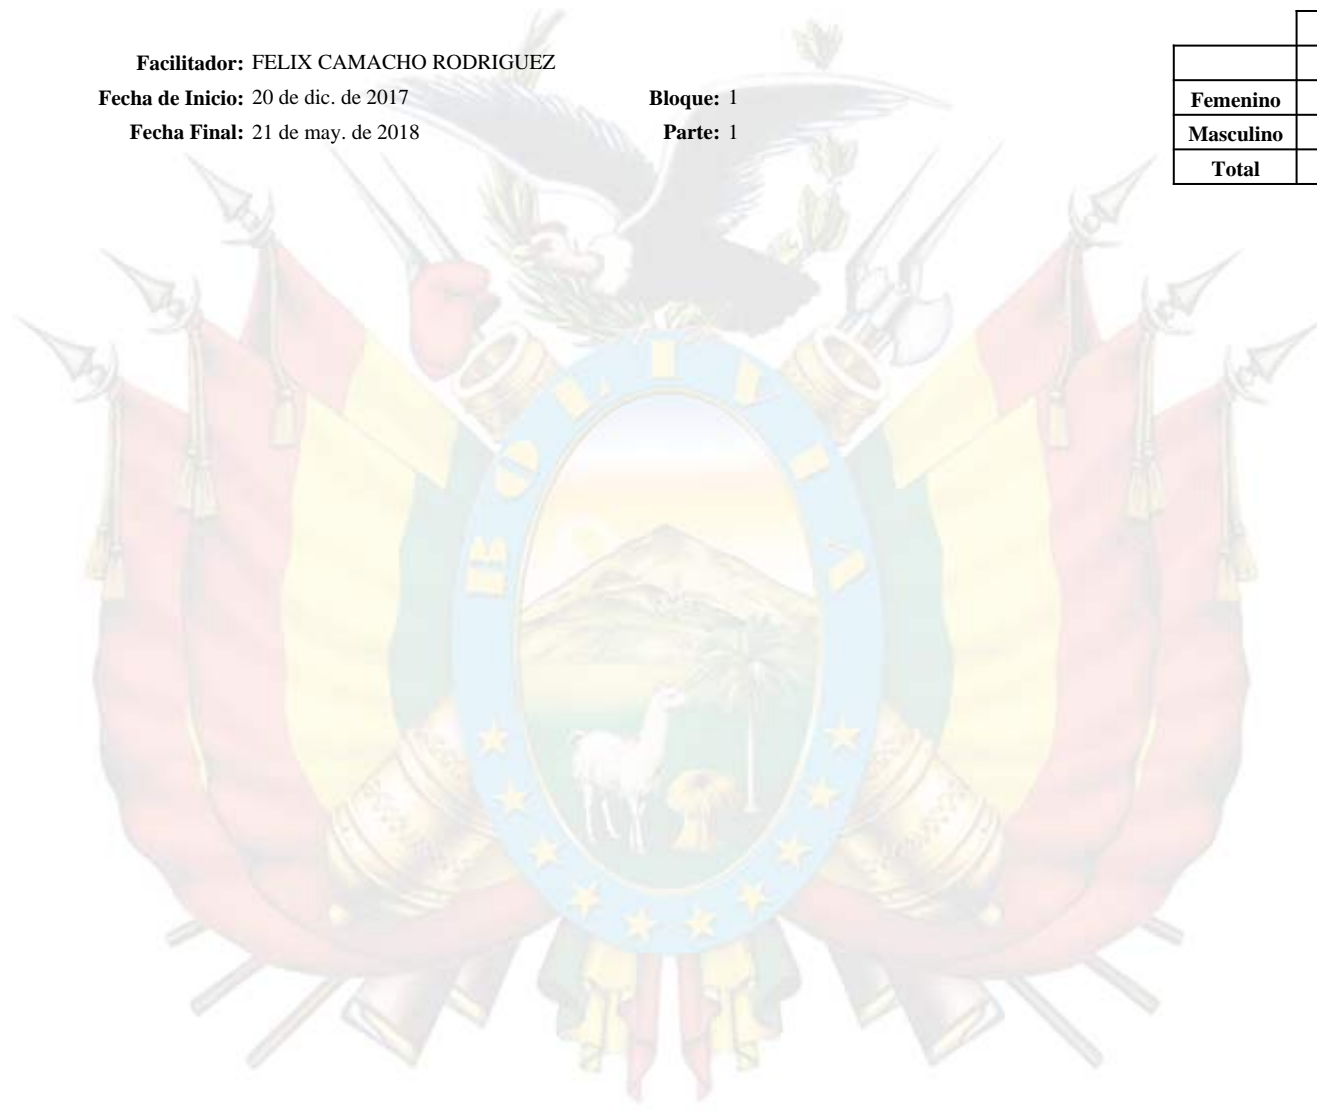 Facilitador: FELIX CAMACHO RODRIGUEZ
Fecha de Inicio: 20 de dic. de 2017 Bloque: 1
Fecha Final: 21 de may. de 2018 Parte: 1
Femenino
Masculino
Total
BOLIVIA